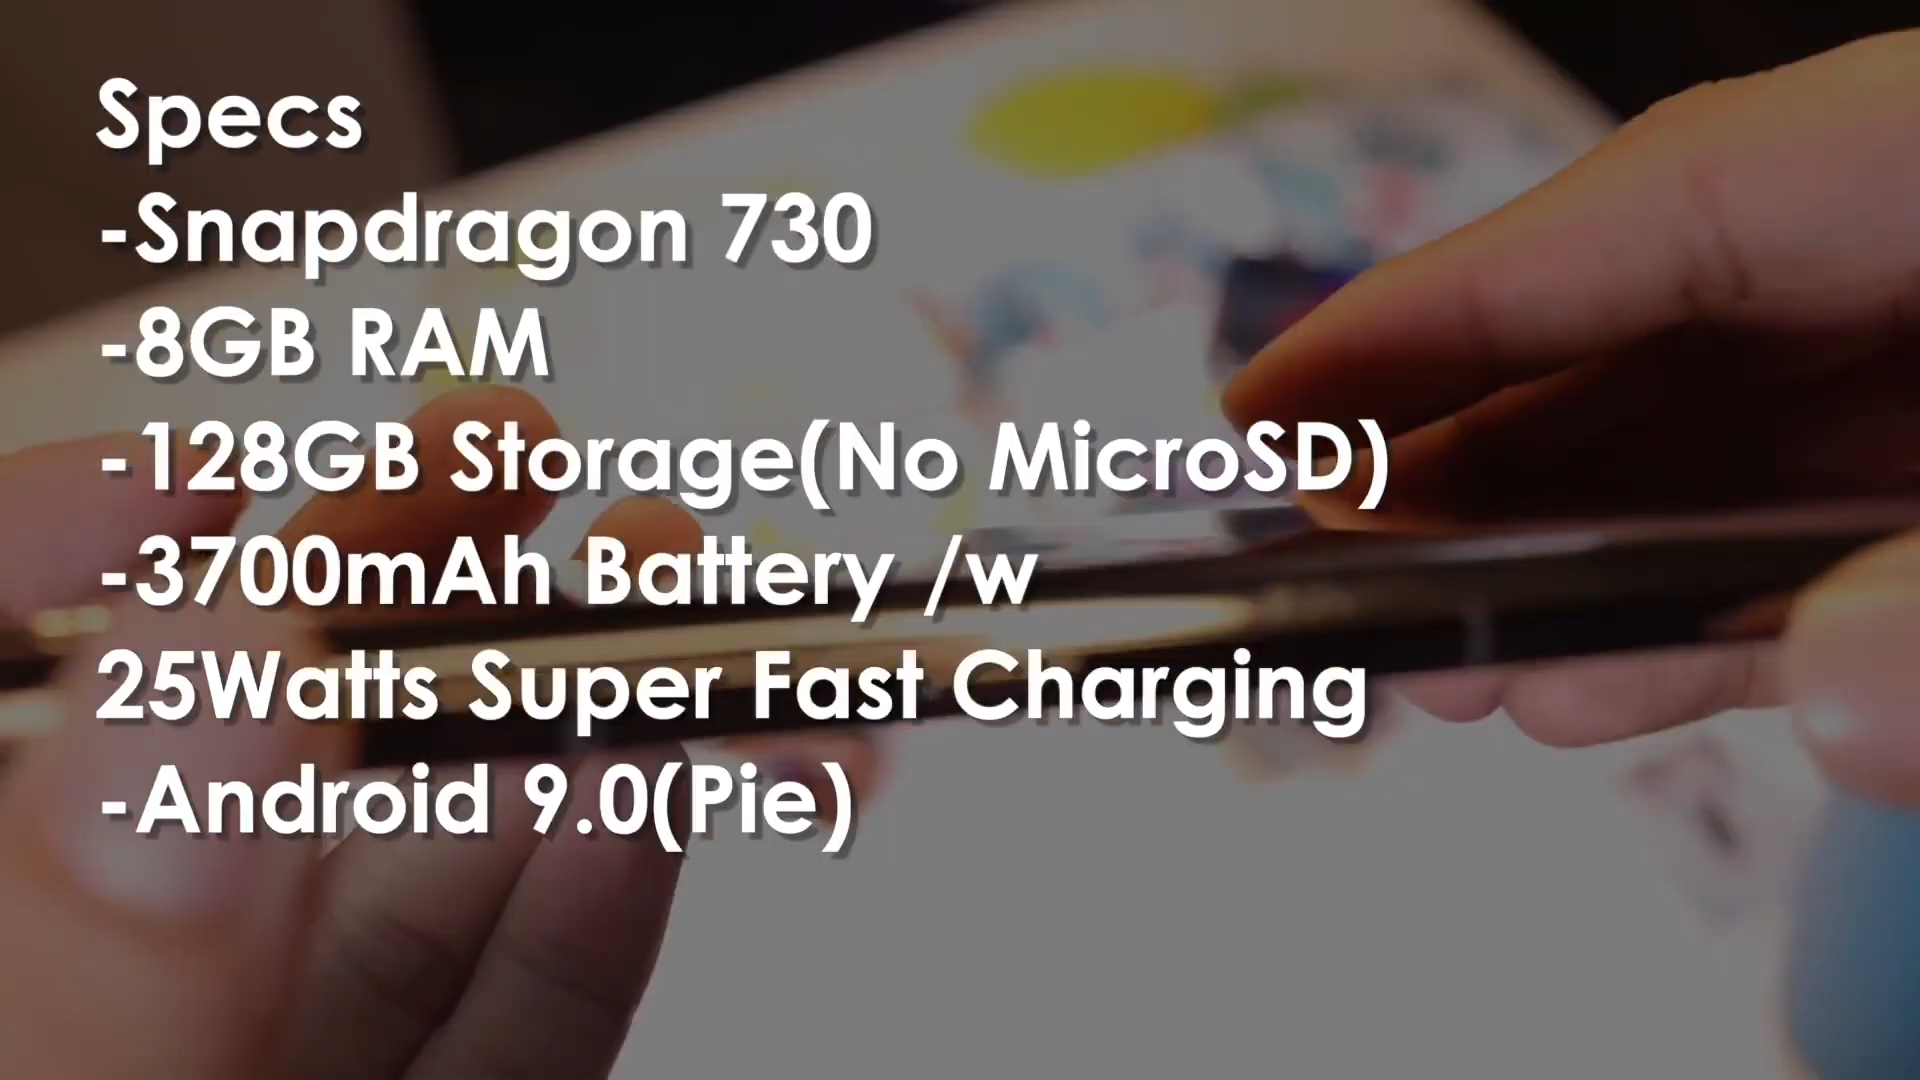 Specs
-Snapdragon 730
-8GB RAM
-128GB Storage(No MicroSD)
-3700mAh Battery /w
25Watts Super Fast Charging
-Android 9.0(Pie)